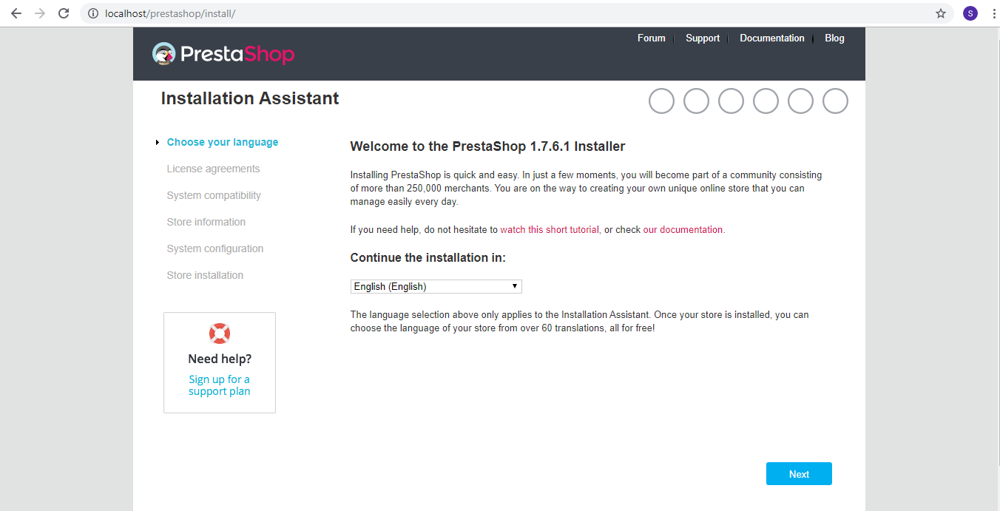 localhost/prestashop/install/
S
Forum
Support
Documentation
Blog
PrestaShop
Installation Assistant
Choose your language
License agreements
System compatibility
Store information
System configuration
Store installation
Need help?
Sign up for a
support plan
Welcome to the PrestaShop 1.7.6.1 Installer
Installing PrestaShop is quick and easy. In just a few moments, you will become part of a community consisting
of more than 250,000 merchants. You are on the way to creating your own unique online store that you can
manage easily every day.
If you need help, do not hesitate to watch this short tutorial, or check our documentation.
Continue the installation in:
English (English)
The language selection above only applies to the Installation Assistant. Once your store is installed, you can
choose the language of your store from over 60 translations, all for free!
Next